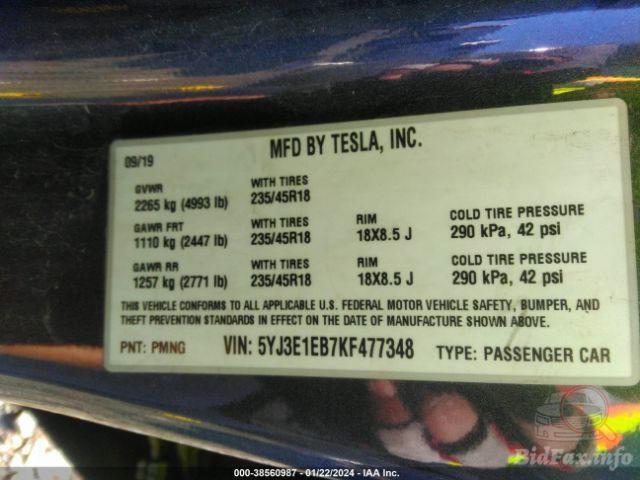 MFD BY TESLA, INC.
09/19
GVWR WITH TIRES
2265 kg (4993 lb) 235/45R18
GAWR FRT WITH TIRES RIM COLD TIRE PRESSURE
1110 kg (2447 lb) 235/45R18 18X8.5 J 290 kPa, 42 psi
GAWR RR WITH TIRES RIM COLD TIRE PRESSURE
1257 kg (2771 lb) 235/45R18 18X8.5 J 290 kPa, 42 psi
THIS VEHICLE CONFORMS TO ALL APPLICABLE U.S. FEDERAL MOTOR VEHICLE SAFETY, BUMPER, AND
THEFT PREVENTION STANDARDS IN EFFECT ON THE DATE OF MANUFACTURE SHOWN ABOVE.
PNT: PMNG VIN: 5YJ3E1EB7KF477348 TYPE: PASSENGER CAR
BidFax.info
000-38560987 - 01/22/2024 - IAA Inc.